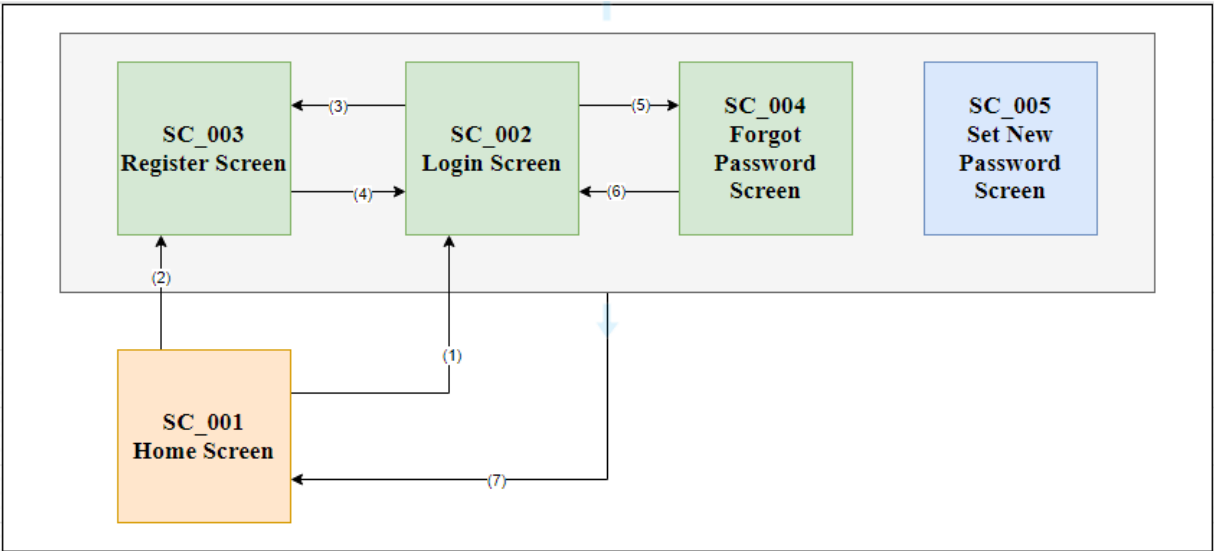 (3)
(5)
SC_003
Register Screen
SC_002
Login Screen
SC_004
Forgot
Password
Screen
SC_005
Set New
Password
Screen
(4)
(6)
(2)
(1)
SC_001
Home Screen
(7)